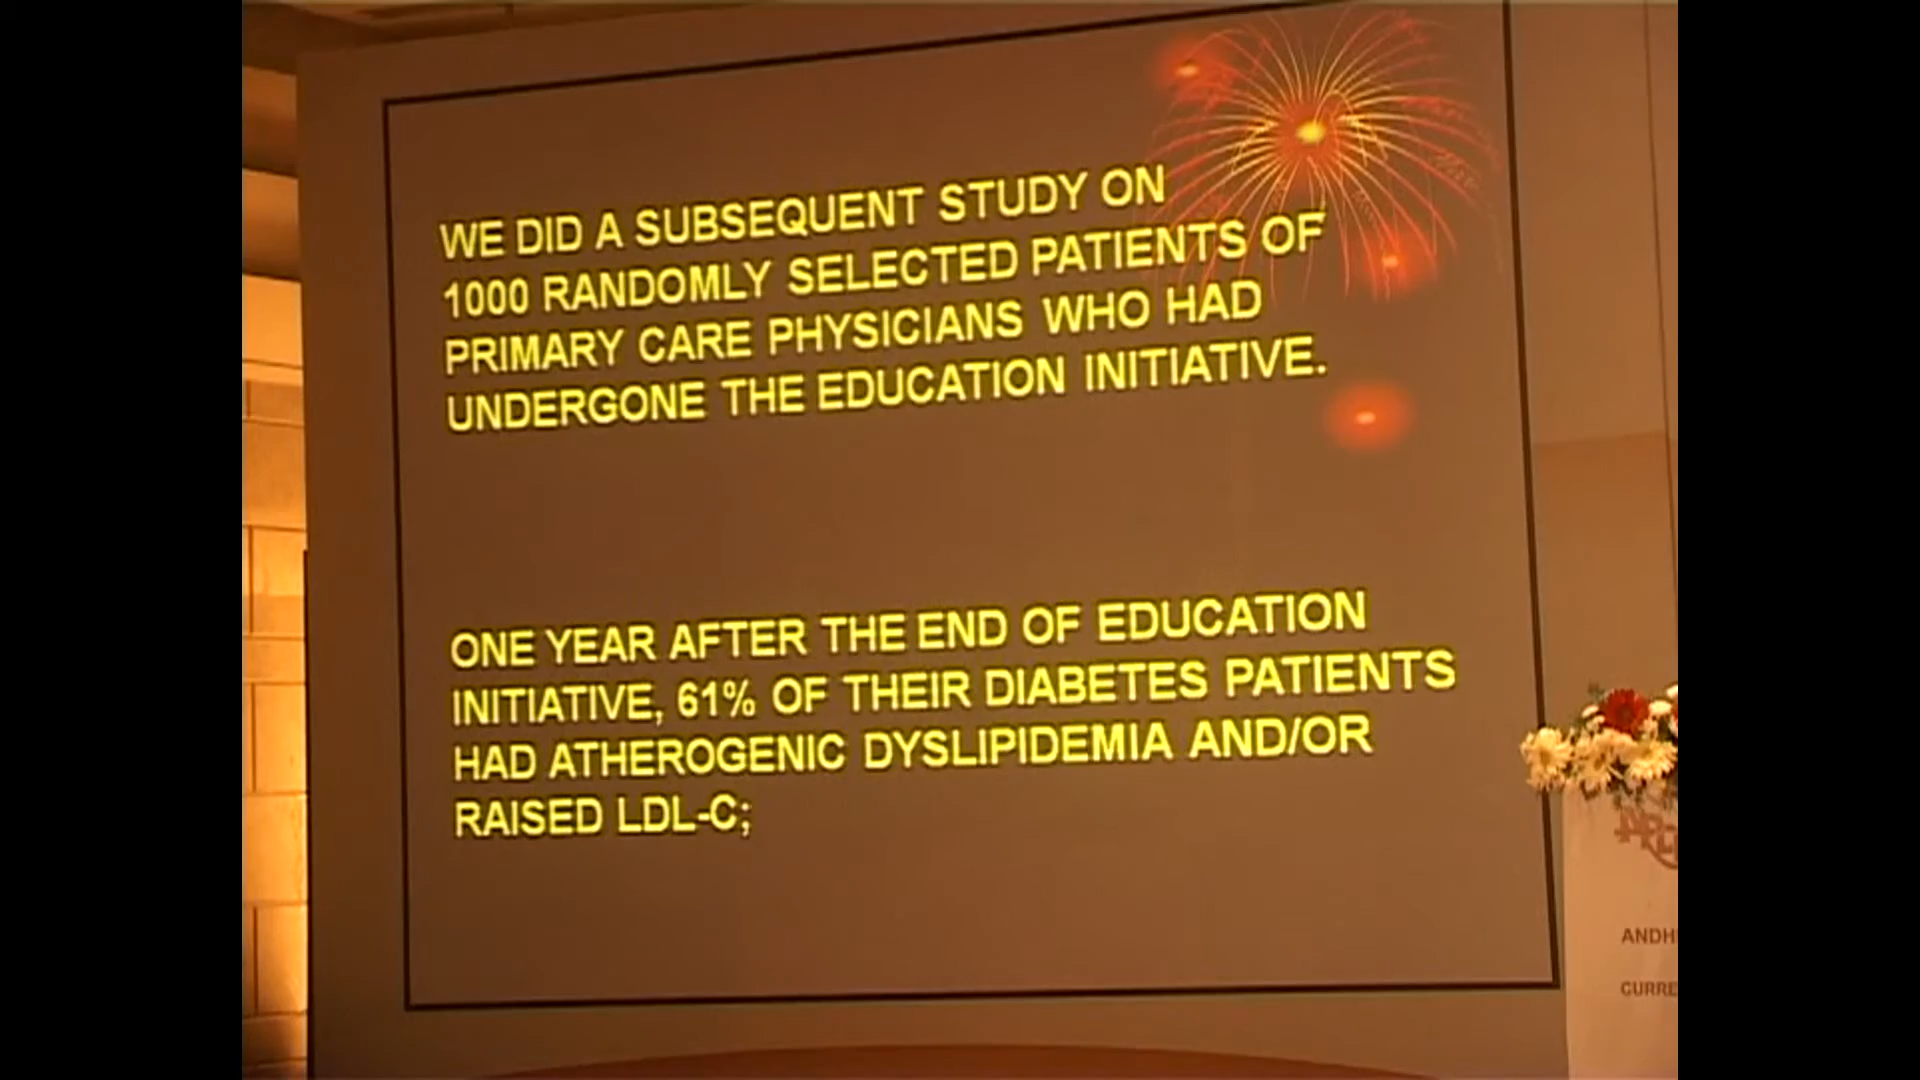 WE DID A SUBSEQUENT STUDY ON
1000 RANDOMLY SELECTED PATIENTS OF
PRIMARY CARE PHYSICIANS WHO HAD
UNDERGONE THE EDUCATION INITIATIVE.
ONE YEAR AFTER THE END OF EDUCATION
INITIATIVE, 61% OF THEIR DIABETES PATIENTS
HAD ATHEROGENIC DYSLIPIDEMIA AND/OR
RAISED LDL-C;